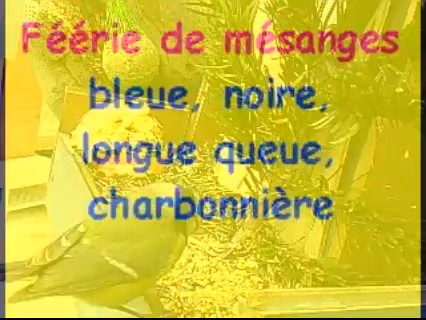 Féérie de mésanges
bleue, noire,
longue queue,
charbonnière